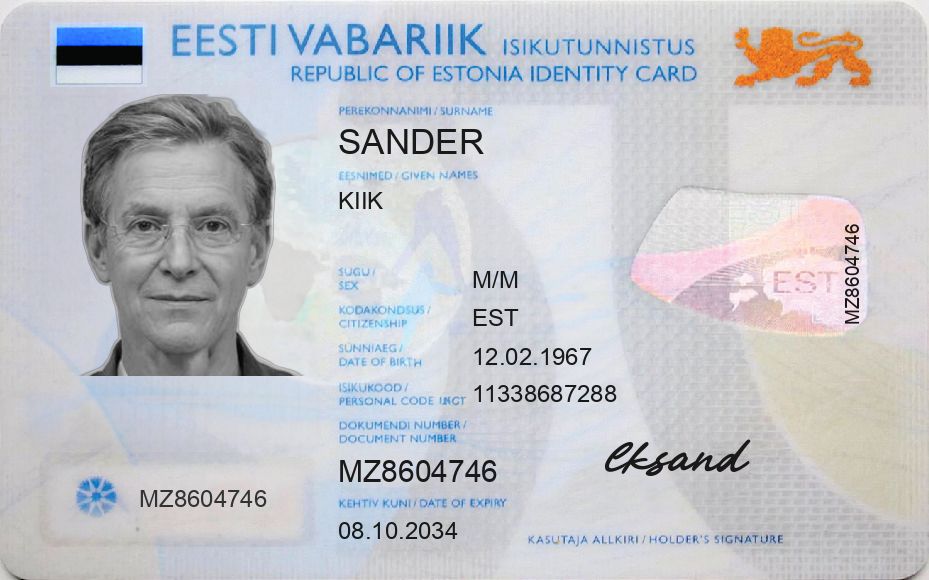 EESTI VABARIIK ISIKUTUNNISTUS
REPUBLIC OF ESTONIA IDENTITY CARD
PEREKONNANIMI / SURNAME
SANDER
EESNIMED / GIVEN NAMES
KIIK
SUGU /
SEX
M/M
KODAKONDSUS /
CITIZENSHIP
EST
SÜNNIAEG /
DATE OF BIRTH
12.02.1967
ISIKUKOOD /
PERSONAL CODE
11338687288
DOKUMENDI NUMBER /
DOCUMENT NUMBER
MZ8604746
KEHTIV KUNI / DATE OF EXPIRY
08.10.2034
MZ8604746
EST
MZ8604746
eksand
KASUTAJA ALLKIRI / HOLDER'S SIGNATURE